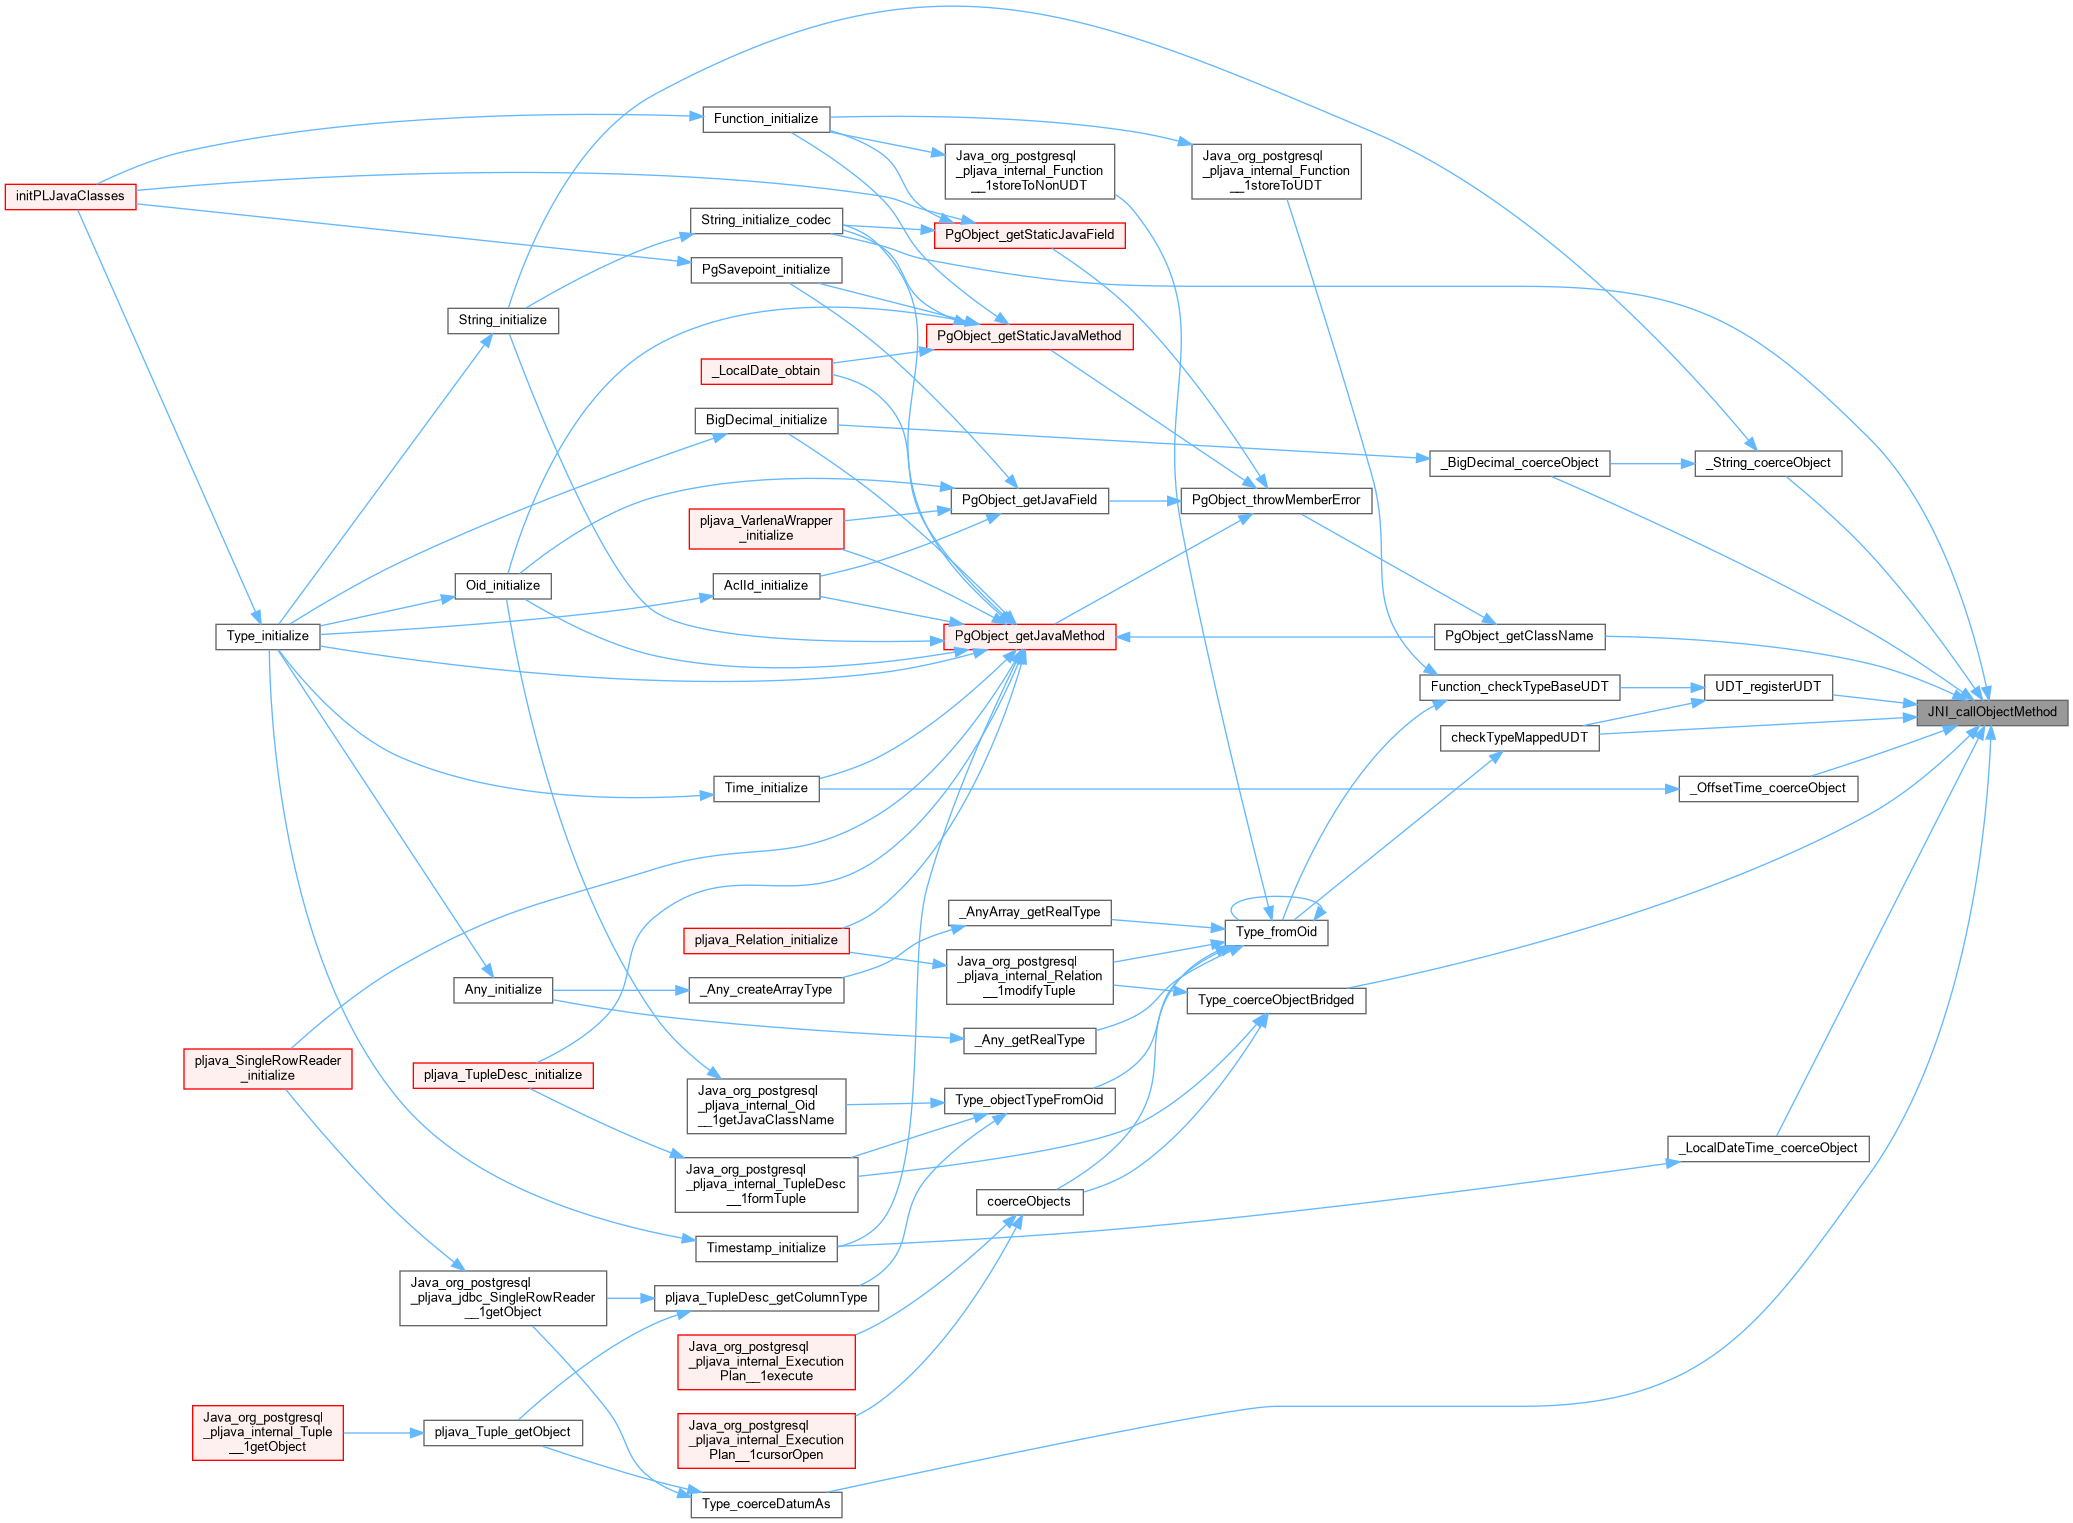 Function_initialize
Java_org_postgresql
_pljava_internal_Function
__1storeToNonUDT
Java_org_postgresql
_pljava_internal_Function
__1storeToUDT
initPLJavaClasses
String_initialize_codec
PgObject_getStaticJavaField
PgSavepoint_initialize
String_initialize
PgObject_getStaticJavaMethod
_LocalDate_obtain
BigDecimal_initialize
_BigDecimal_coerceObject
_String_coerceObject
PgObject_getJavaField
PgObject_throwMemberError
pljava_VarlenaWrapper
_initialize
Oid_initialize
AclId_initialize
Type_initialize
PgObject_getJavaMethod
PgObject_getClassName
Function_checkTypeBaseUDT
UDT_registerUDT
JNI_callObjectMethod
checkTypeMappedUDT
Time_initialize
_OffsetTime_coerceObject
_AnyArray_getRealType
pljava_Relation_initialize
Type_fromOid
Java_org_postgresql
_pljava_internal_Relation
__1modifyTuple
Any_initialize
_Any_createArrayType
Type_coerceObjectBridged
_Any_getRealType
pljava_SingleRowReader
_initialize
pljava_TupleDesc_initialize
Java_org_postgresql
_pljava_internal_Oid
__1getJavaClassName
Type_objectTypeFromOid
_LocalDateTime_coerceObject
Java_org_postgresql
_pljava_internal_TupleDesc
__1formTuple
coerceObjects
Timestamp_initialize
Java_org_postgresql
_pljava_jdbc_SingleRowReader
__1getObject
pljava_TupleDesc_getColumnType
Java_org_postgresql
_pljava_internal_Execution
Plan__1execute
Java_org_postgresql
_pljava_internal_Tuple
__1getObject
pljava_Tuple_getObject
Java_org_postgresql
_pljava_internal_Execution
Plan__1cursorOpen
Type_coerceDatumAs